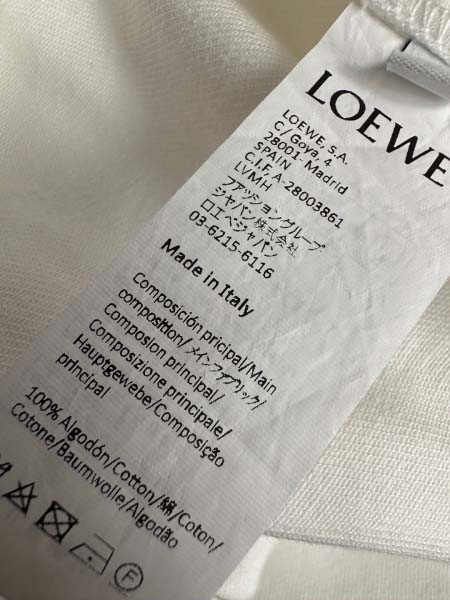 LOEWE
LOEWE, S.A.
C/Goya, 4
28001- Madrid
SPAIN
C.I.F. A-28003861
LVMH
ファッショングループ
ジャパン株式会社
ロエベジャパン
03-6215-6116
Made in Italy
Composición pricipal/Main
composittion/メインファブリック/
Composion principal/
Composizione principale/
Hauptgewebe/Composição
principal
100% Algodón/Cotton/綿/Coton/
Cotone/Baumwolle/Algodão
F